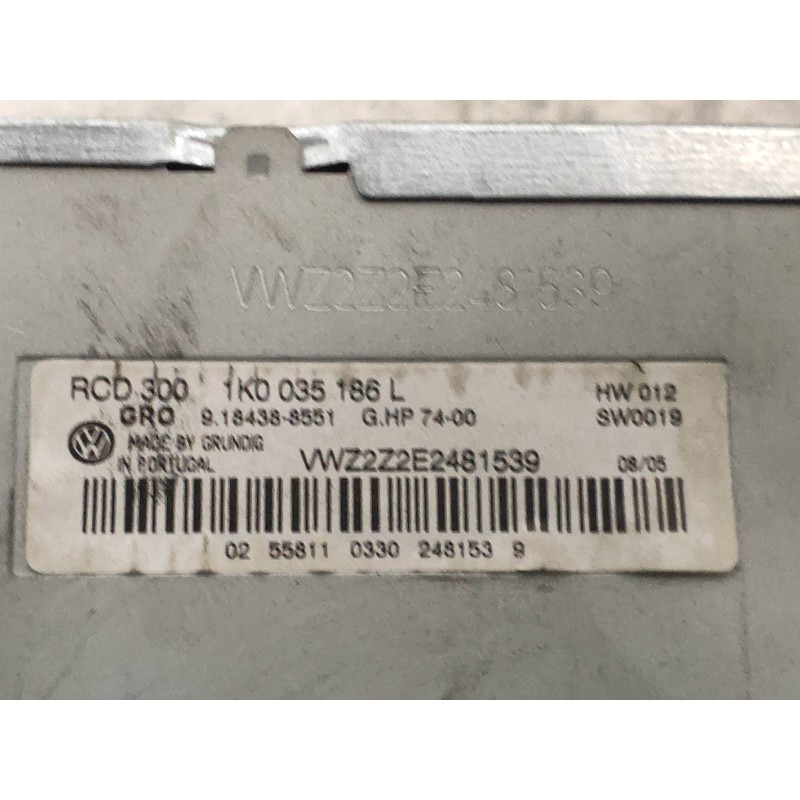 VWZ2Z2E2481539
RCD 300 1K0 035 186 L HW 012
GRO 9.18438-8551 G.HP 74-00 SW0019
MADE BY GRUNDIG
IN PORTUGAL VWZ2Z2E2481539 08/05
02 55811 0330 248153 9